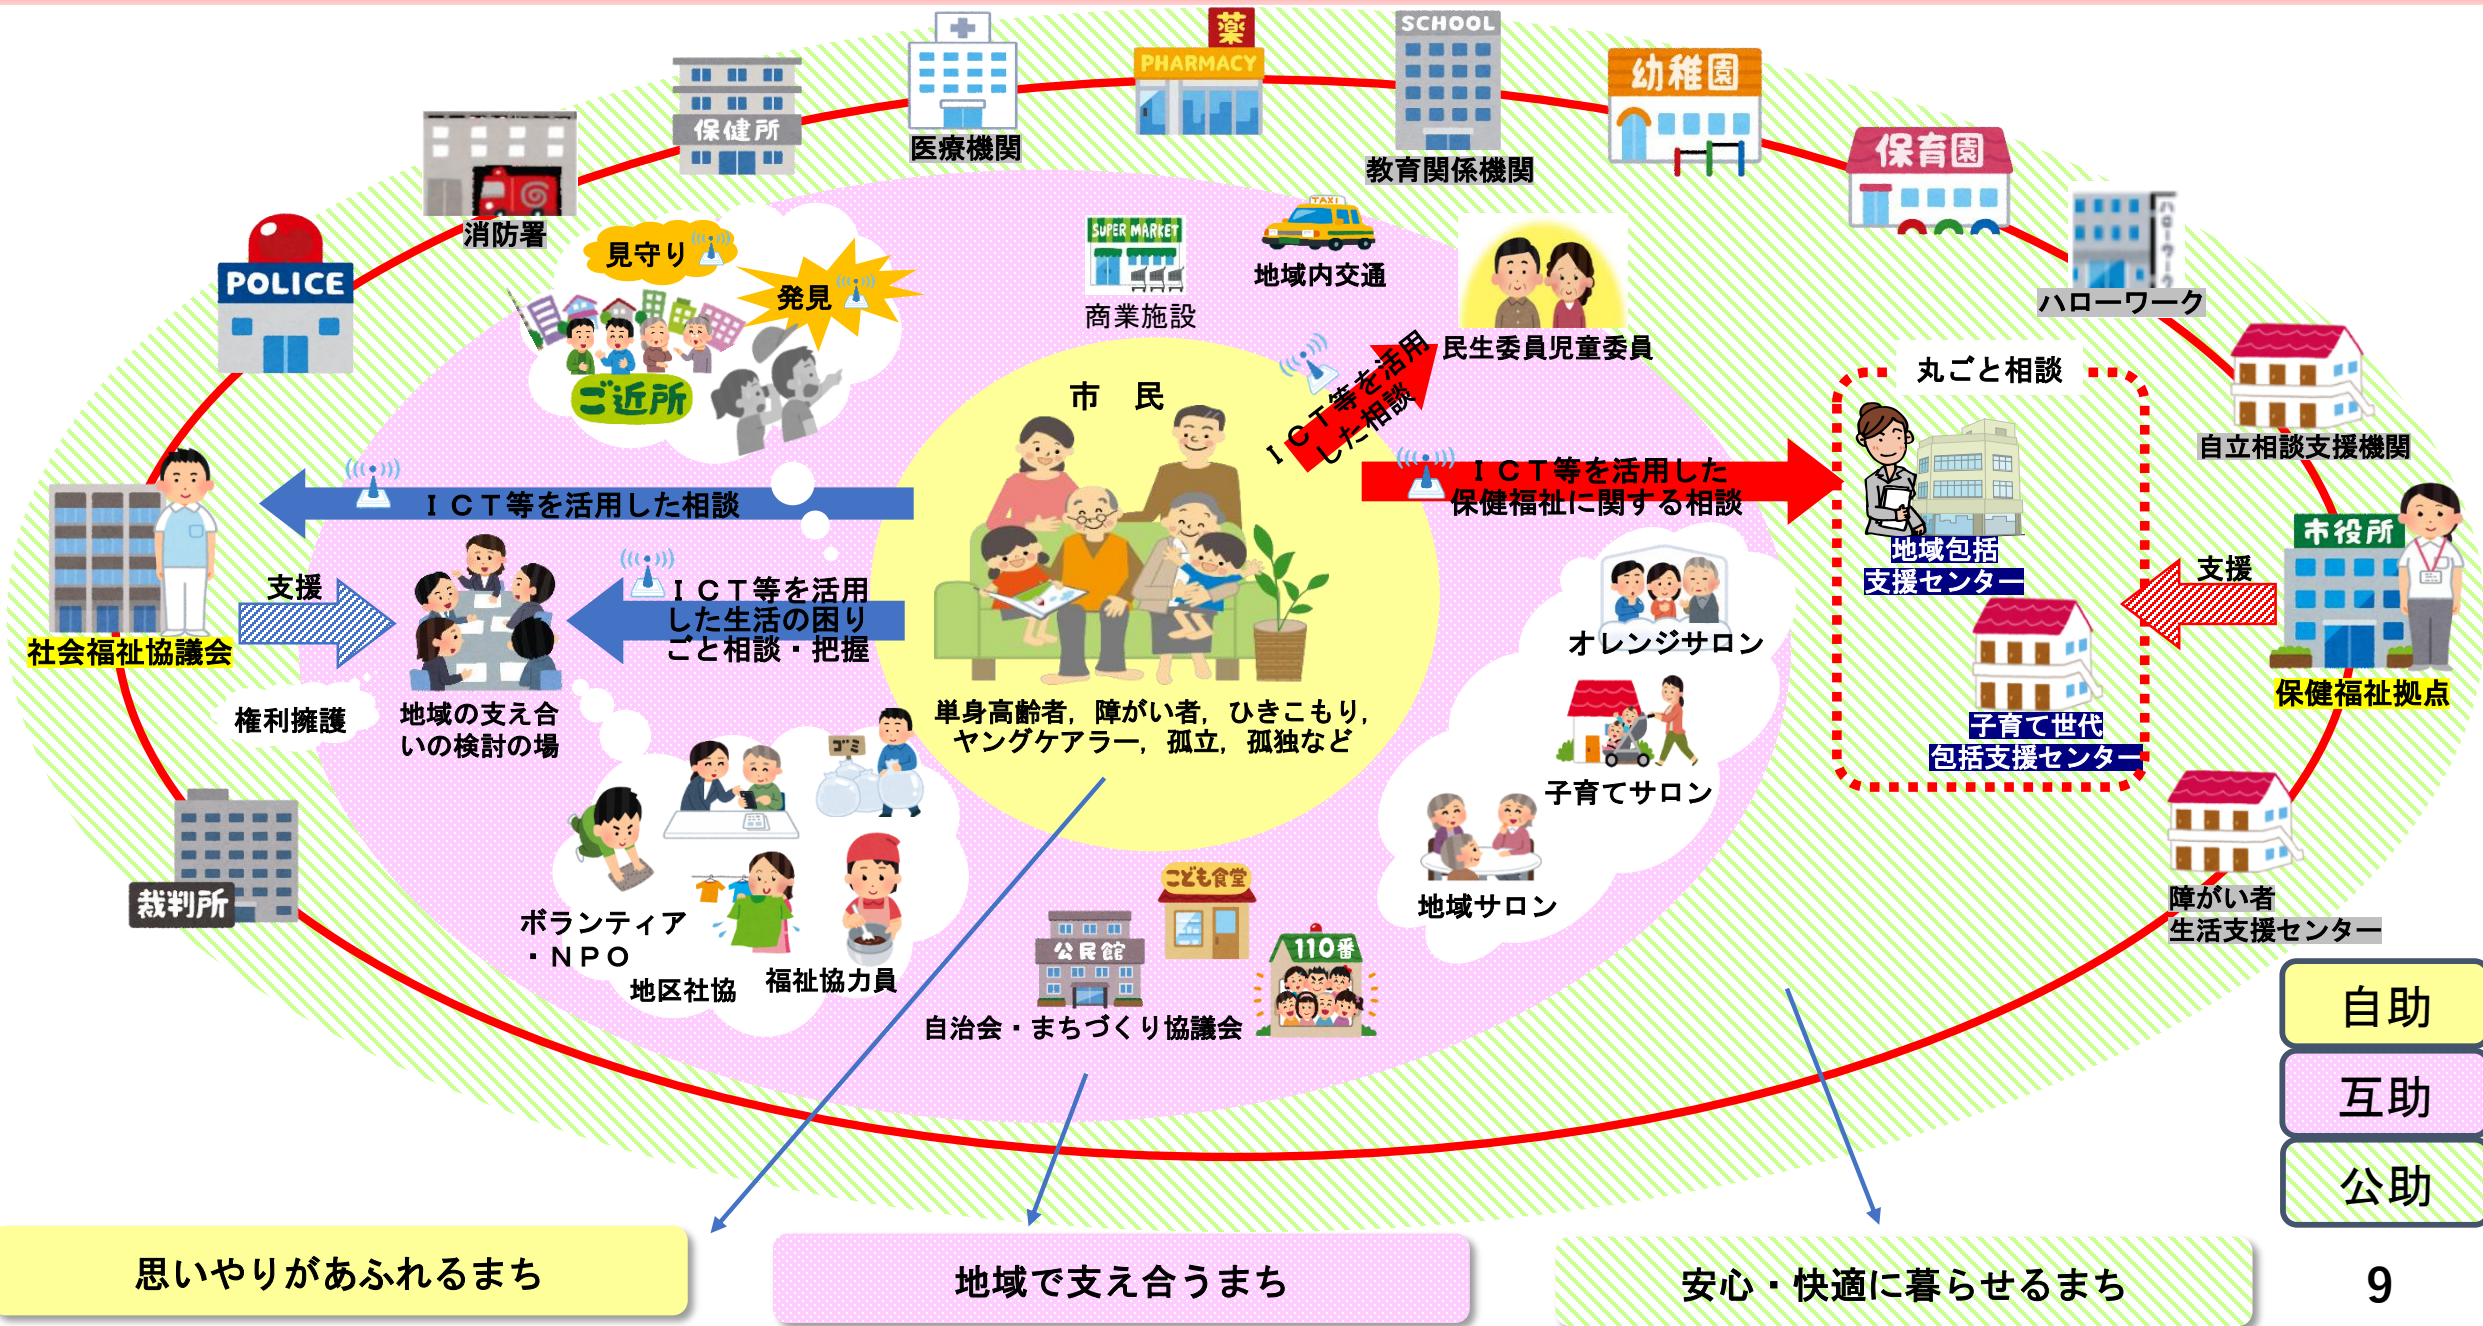 薬
PHARMACY
SCHOOL
幼稚園
保健所
医療機関
教育関係機関
保育園
消防署
ハローワーク
ハローワーク
POLICE
見守り
発見
ご近所
SUPER MARKET
商業施設
TAXI
地域内交通
民生委員児童委員
ＩＣＴ等を活用
した相談
市　民
丸ごと相談
自立相談支援機関
ＩＣＴ等を活用した相談
ＩＣＴ等を活用した
保健福祉に関する相談
地域包括
支援センター
市役所
支援
支援
社会福祉協議会
ＩＣＴ等を活用
した生活の困り
ごと相談・把握
オレンジサロン
保健福祉拠点
権利擁護
地域の支え合
いの検討の場
単身高齢者，障がい者，ひきこもり，
ヤングケアラー，孤立，孤独など
子育て世代
包括支援センター
ゴミ
子育てサロン
裁判所
ボランティア
・ＮＰＯ
地区社協
福祉協力員
こども食堂
公民館
110番
自治会・まちづくり協議会
地域サロン
障がい者
生活支援センター
自助
互助
公助
思いやりがあふれるまち
地域で支え合うまち
安心・快適に暮らせるまち
9